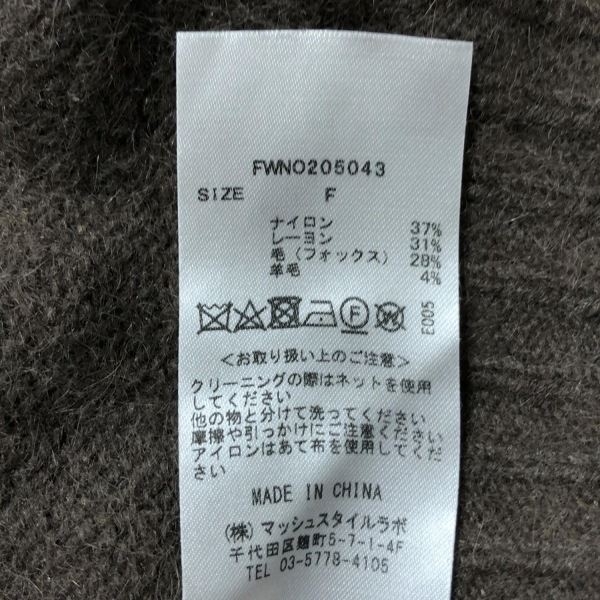 FWNO205043
SIZE F
ナイロン 37%
レーヨン 31%
毛(フォックス) 28%
羊毛 4%
F
E005
<お取り扱い上のご注意>
クリーニングの際はネットを使用
してください
他の物と分けて洗ってください
摩擦や引っかけにご注意ください
アイロンはあて布を使用してくだ
さい
MADE IN CHINA
(株)マッシュスタイルラボ
千代田区麹町5-7-1-4F
TEL 03-5778-4105